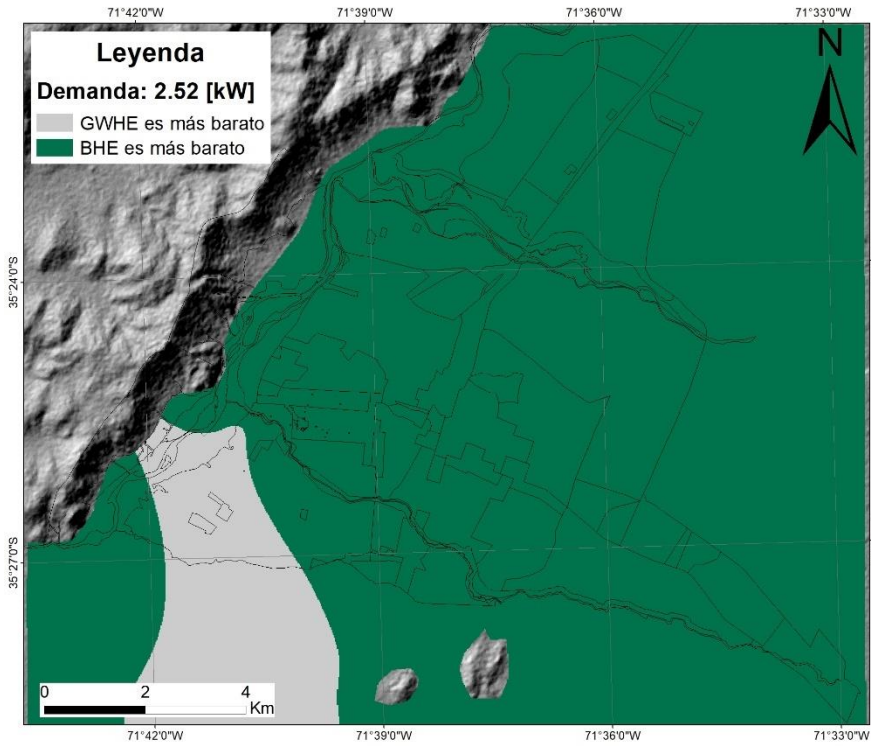 71°42'0"W 71°39'0"W 71°36'0"W 71°33'0"W
Leyenda
Demanda: 2.52 [kW]
GWHE es más barato
BHE es más barato
N
35°24'0"S
35°27'0"S
0 2 4
Km
71°42'0"W 71°39'0"W 71°36'0"W 71°33'0"W